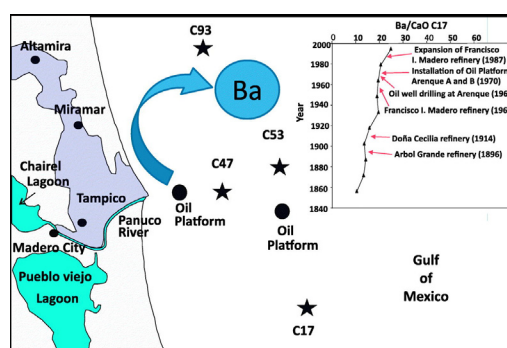 C93
Altamira
Miramar
Ba
C53
C47
Chairel
Lagoon
Tampico
Panuco
River
Oil
Platform
Oil
Platform
Madero City
Pueblo viejo
Lagoon
C17
Gulf
of
Mexico
Ba/CaO C17
0 10 20 30 40 50 60
Year
2000
1980
1960
1940
1920
1900
1880
1860
1840
Expansion of Francisco
I. Madero refinery (1987)
Installation of Oil Platform
Arenque A and B (1970)
Oil well drilling at Arenque (196
Francisco I. Madero refinery (196
Doña Cecilia refinery (1914)
Arbol Grande refinery (1896)